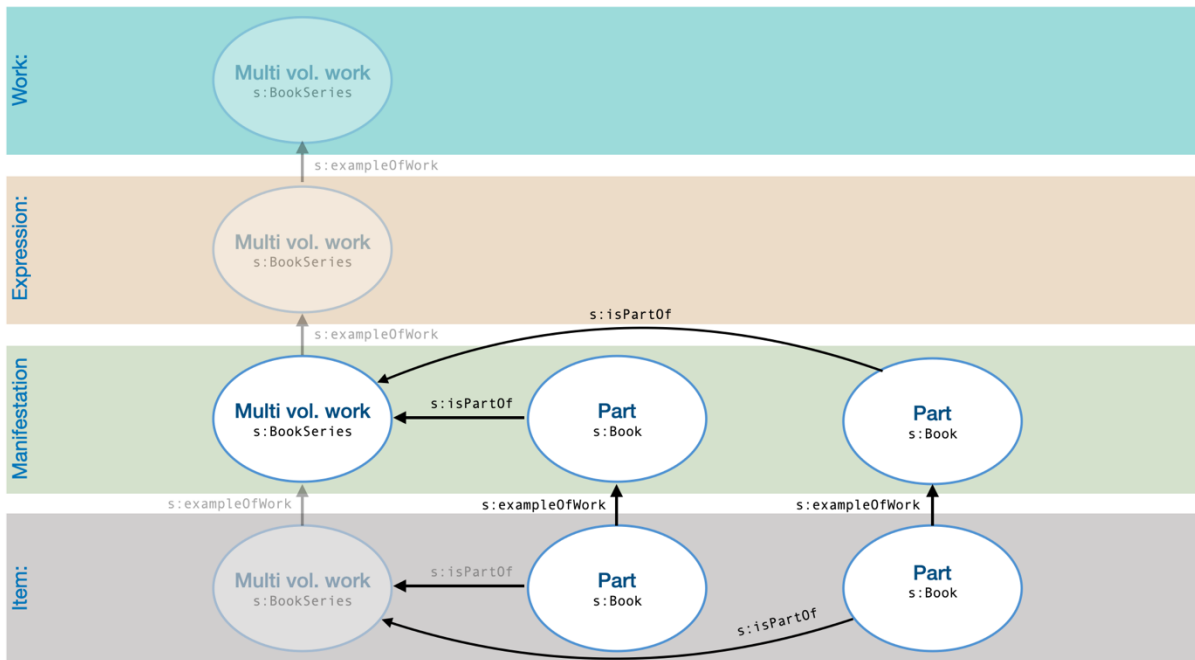 Work:
Multi vol. work
s:BookSeries
s:exampleOfWork
Expression:
Multi vol. work
s:BookSeries
s:exampleOfWork
s:isPartOf
Manifestation
Multi vol. work
s:BookSeries
s:isPartOf
Part
s:Book
Part
s:Book
s:exampleOfWork
s:exampleOfWork
s:exampleOfWork
Item:
Multi vol. work
s:BookSeries
s:isPartOf
Part
s:Book
Part
s:Book
s:isPartOf